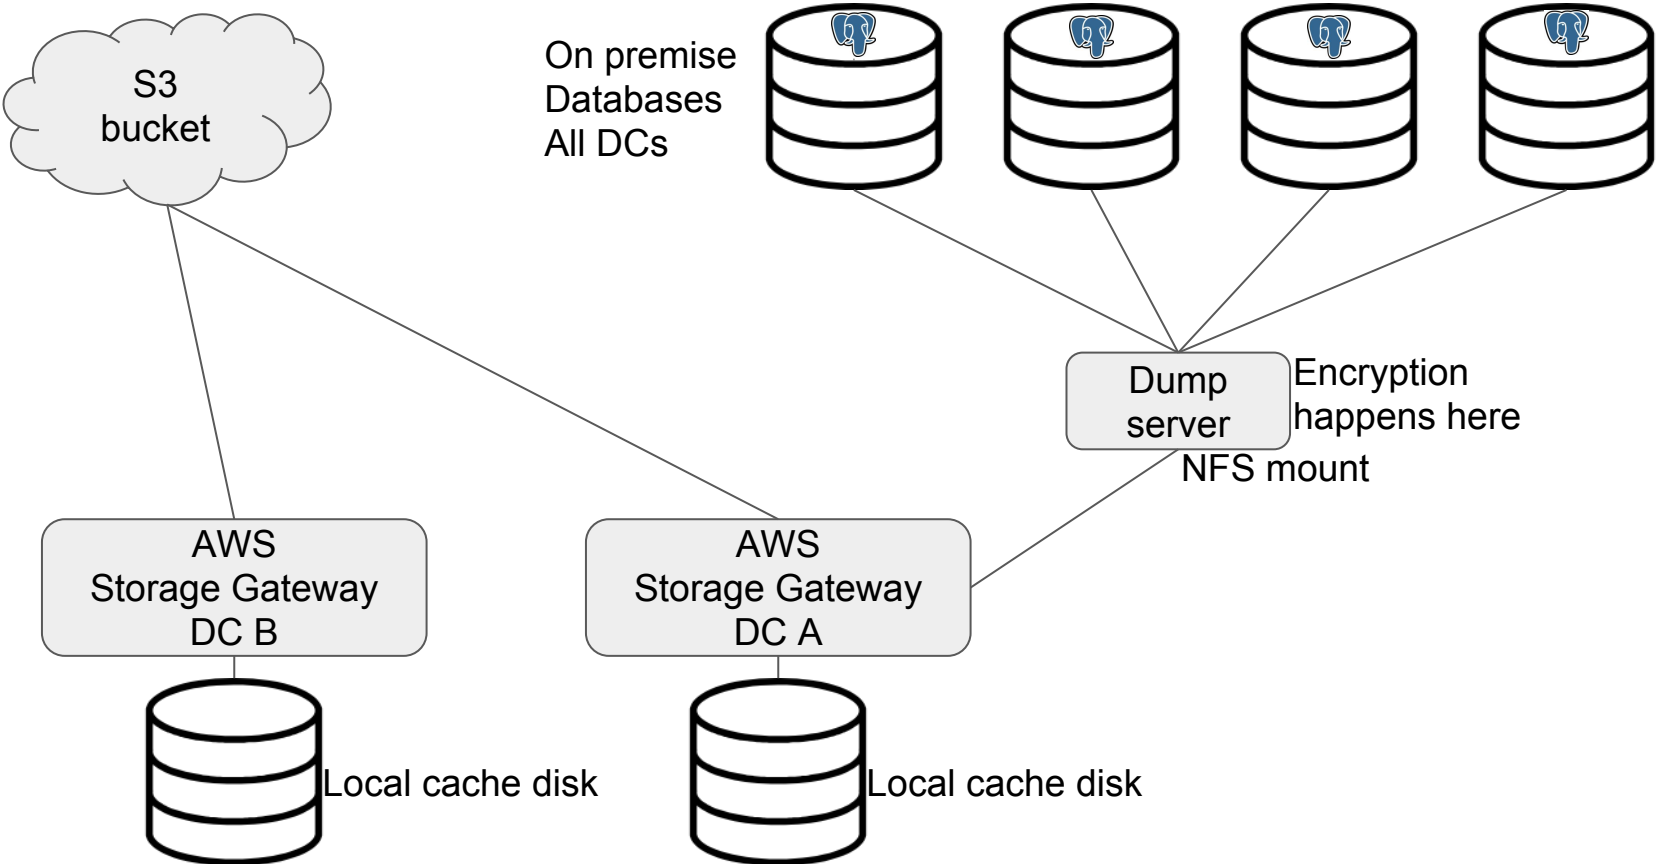 S3
bucket
On premise
Databases
All DCs
Dump
server
Encryption
happens here
NFS mount
AWS
Storage Gateway
DC B
AWS
Storage Gateway
DC A
Local cache disk
Local cache disk